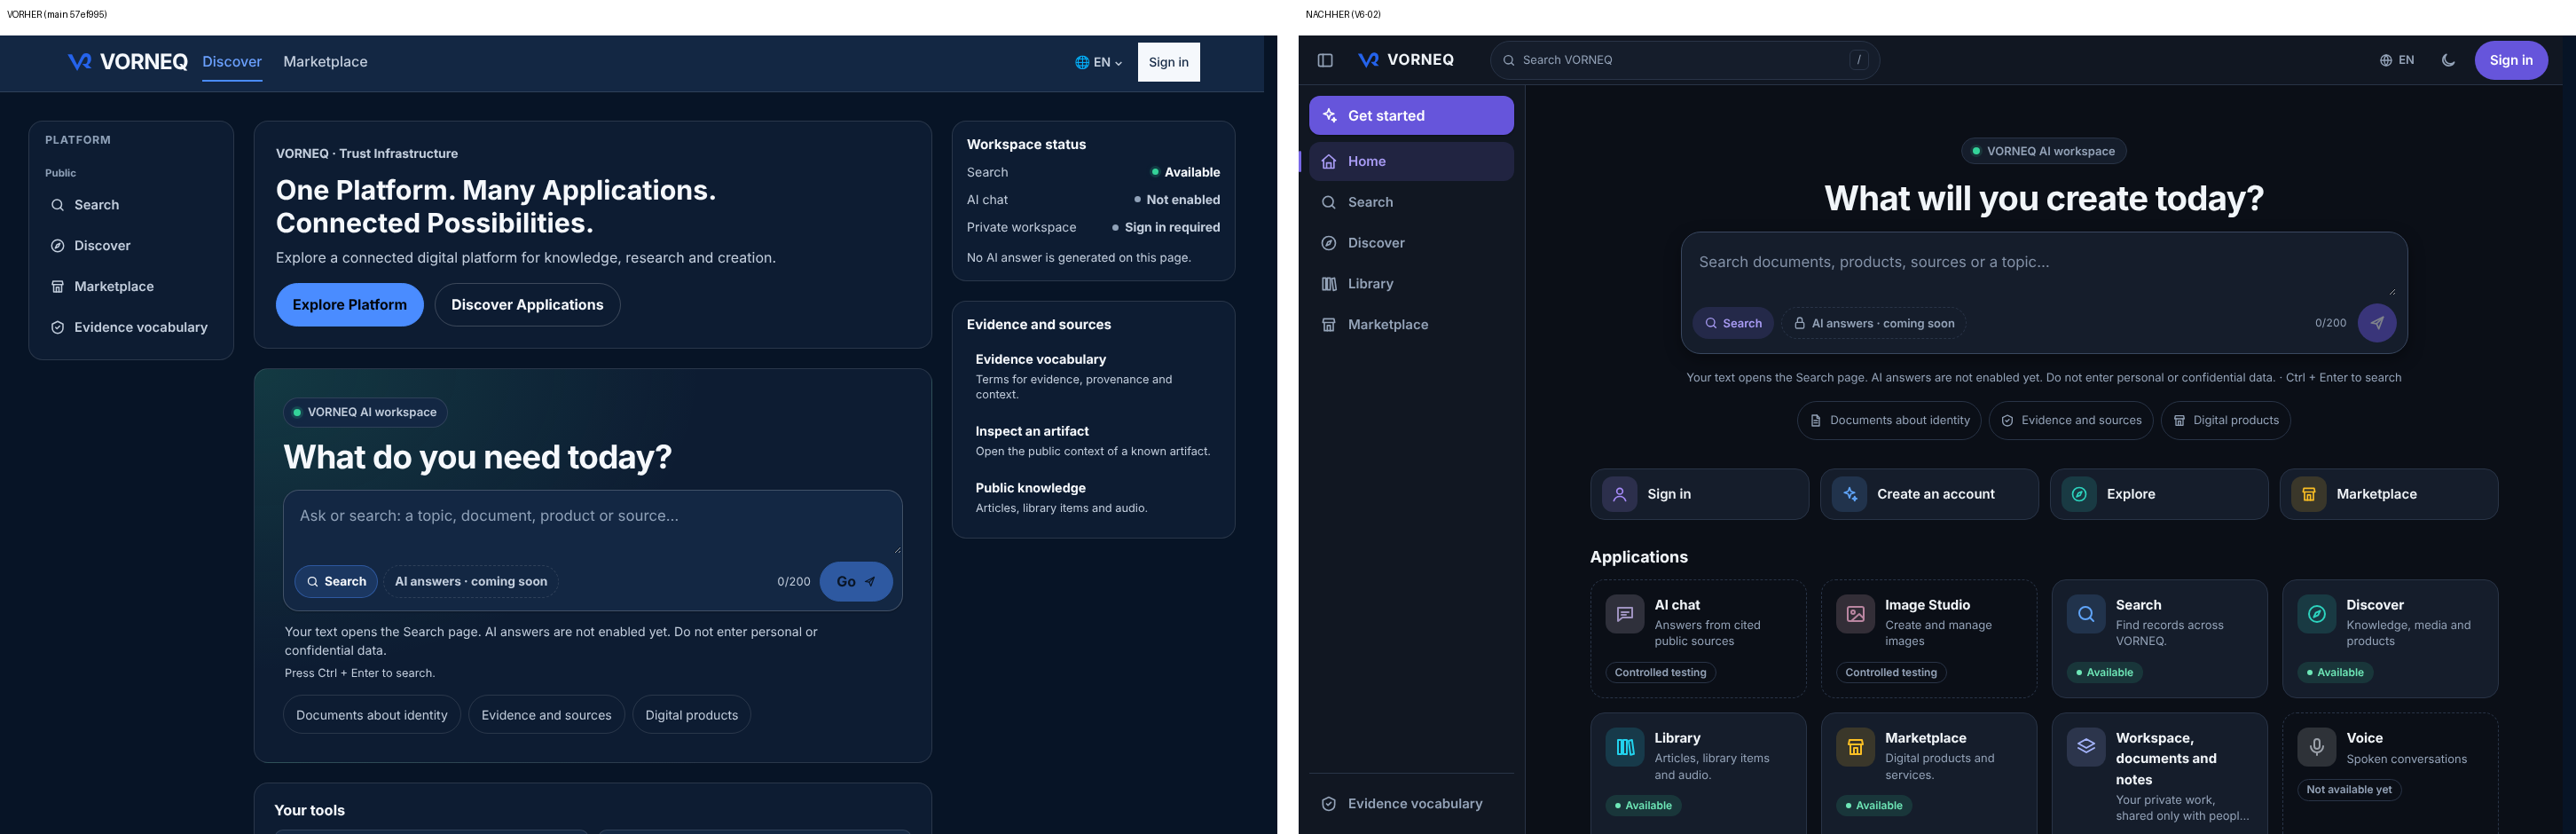 VORHER (main 57ef995)
VORNEQ
Discover
Marketplace
EN
Sign in
PLATFORM
Public
Search
Discover
Marketplace
Evidence vocabulary
VORNEQ · Trust Infrastructure
One Platform. Many Applications.
Connected Possibilities.
Explore a connected digital platform for knowledge, research and creation.
Explore Platform
Discover Applications
VORNEQ AI workspace
What do you need today?
Ask or search: a topic, document, product or source...
Search
AI answers · coming soon
0/200
Go
Your text opens the Search page. AI answers are not enabled yet. Do not enter personal or
confidential data.
Press Ctrl + Enter to search.
Documents about identity
Evidence and sources
Digital products
Your tools
Workspace status
Search
Available
AI chat
Not enabled
Private workspace
Sign in required
No AI answer is generated on this page.
Evidence and sources
Evidence vocabulary
Terms for evidence, provenance and
context.
Inspect an artifact
Open the public context of a known artifact.
Public knowledge
Articles, library items and audio.
NACHHER (V6-02)
VORNEQ
Search VORNEQ
/
EN
Sign in
Get started
Home
Search
Discover
Library
Marketplace
Evidence vocabulary
VORNEQ AI workspace
What will you create today?
Search documents, products, sources or a topic...
Search
AI answers · coming soon
0/200
Your text opens the Search page. AI answers are not enabled yet. Do not enter personal or confidential data. · Ctrl + Enter to search
Documents about identity
Evidence and sources
Digital products
Sign in
Create an account
Explore
Marketplace
Applications
AI chat
Answers from cited
public sources
Controlled testing
Image Studio
Create and manage
images
Controlled testing
Search
Find records across
VORNEQ.
Available
Discover
Knowledge, media and
products
Available
Library
Articles, library items
and audio.
Available
Marketplace
Digital products and
services.
Available
Workspace,
documents and
notes
Your private work,
shared only with peopl...
Voice
Spoken conversations
Not available yet